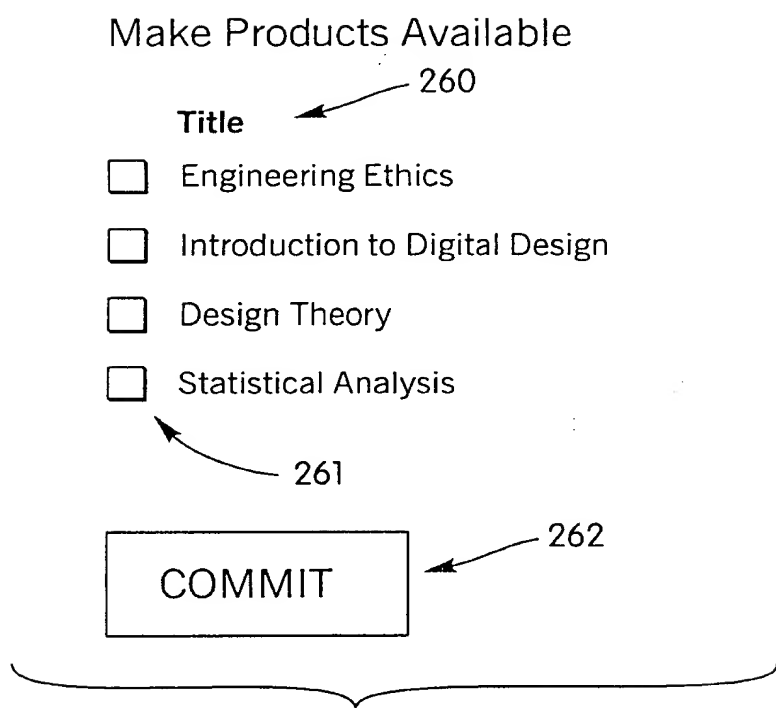 Make Products Available
260
Title
Engineering Ethics
Introduction to Digital Design
Design Theory
Statistical Analysis
261
262
COMMIT